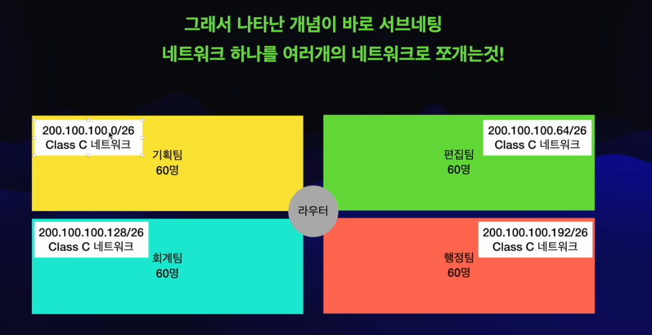 그래서 나타난 개념이 바로 서브네팅
네트워크 하나를 여러개의 네트워크로 쪼개는것!
200.100.100.0/26
Class C 네트워크
기획팀
60명
200.100.100.64/26
Class C 네트워크
편집팀
60명
라우터
200.100.100.128/26
Class C 네트워크
회계팀
60명
200.100.100.192/26
Class C 네트워크
행정팀
60명